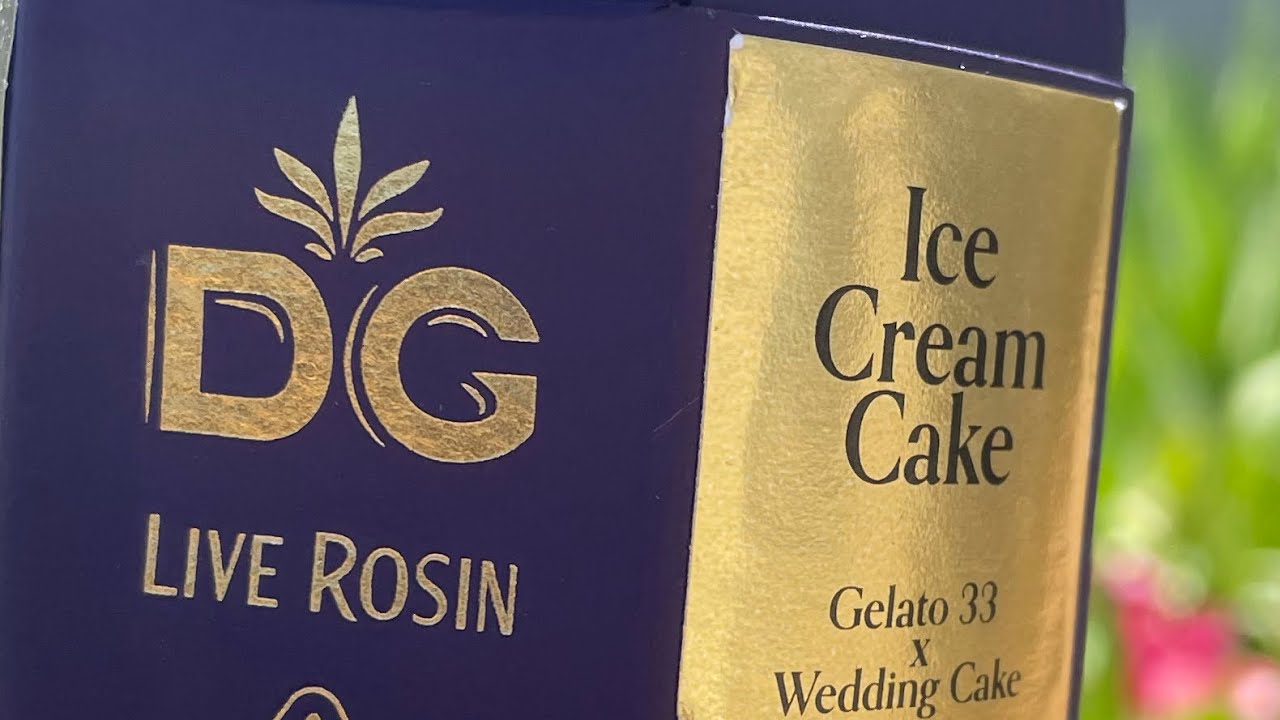 DG
LIVE ROSIN
Ice
Cream
Cake
Gelato 33
x
Wedding Cake